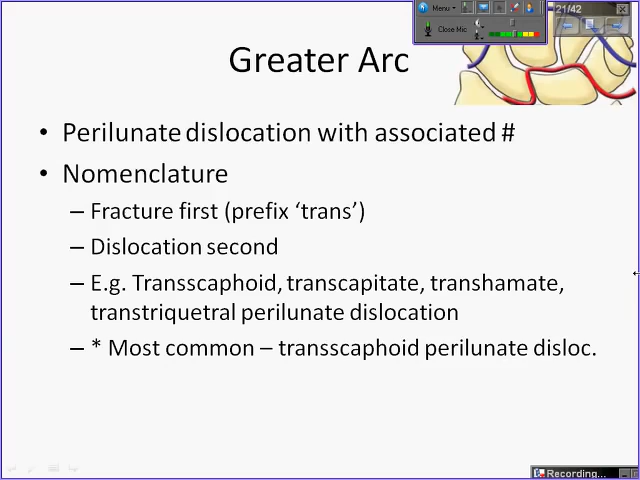 Menu
21/42
Close Mic
Greater Arc
• Perilunate dislocation with associated #
• Nomenclature
– Fracture first (prefix ‘trans’)
– Dislocation second
– E.g. Transscaphoid, transcapitate, transhamate,
transtriquetral perilunate dislocation
– * Most common – transscaphoid perilunate disloc.
Recording...